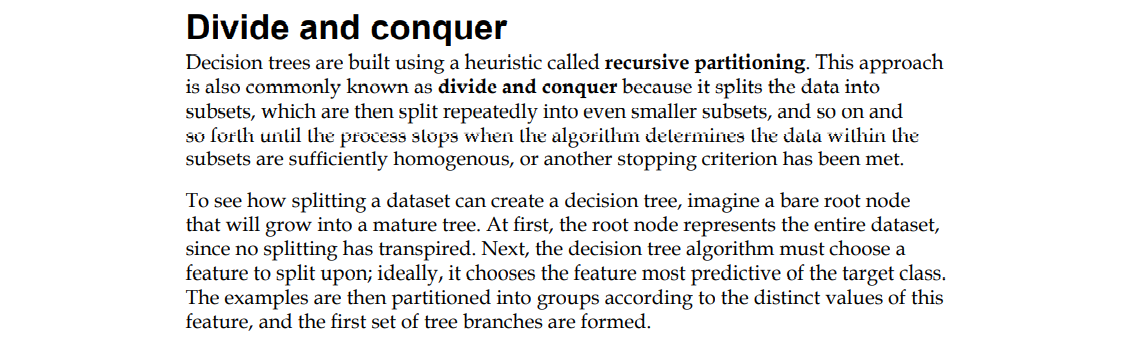 Divide and conquer
Decision trees are built using a heuristic called recursive partitioning. This approach
is also commonly known as divide and conquer because it splits the data into
subsets, which are then split repeatedly into even smaller subsets, and so on and
so forth until the process stops when the algorithm determines the data within the
subsets are sufficiently homogenous, or another stopping criterion has been met.
To see how splitting a dataset can create a decision tree, imagine a bare root node
that will grow into a mature tree. At first, the root node represents the entire dataset,
since no splitting has transpired. Next, the decision tree algorithm must choose a
feature to split upon; ideally, it chooses the feature most predictive of the target class.
The examples are then partitioned into groups according to the distinct values of this
feature, and the first set of tree branches are formed.